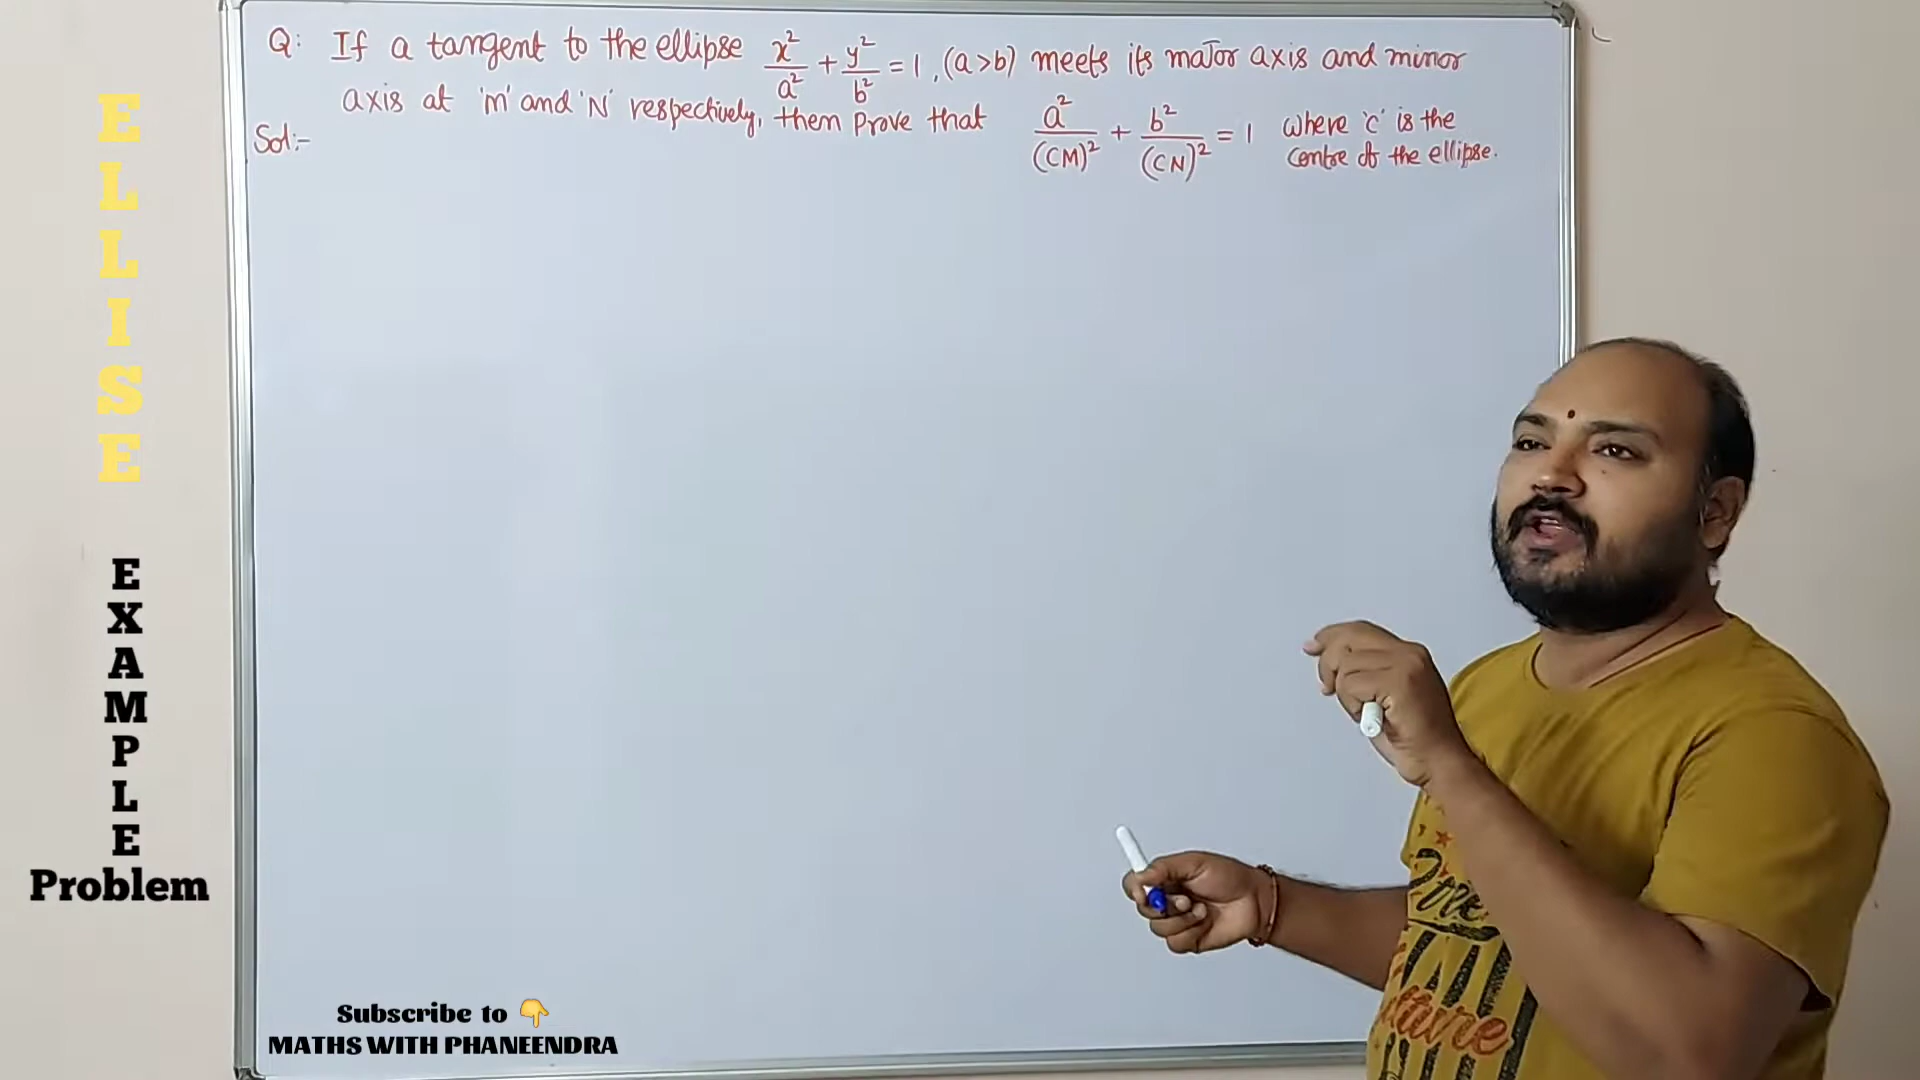 Q: If a tangent to the ellipse x²/a² + y²/b² = 1, (a>b) meets its major axis and minor
axis at 'M' and 'N' respectively, then Prove that a²/(CM)² + b²/(CN)² = 1 where 'c' is the
centre of the ellipse.
Sol:-
ELLISE
EXAMPLE
Problem
Subscribe to 👇
MATHS WITH PHANEENDRA